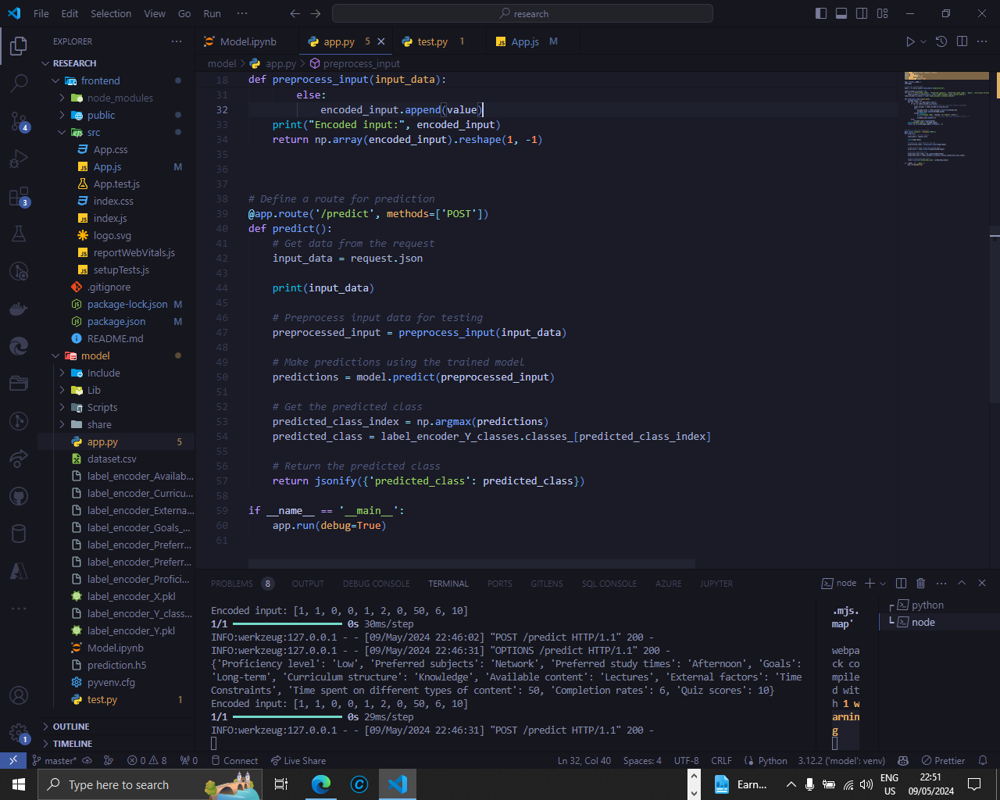 File Edit Selection View Go Run ··· research
EXPLORER ···
RESEARCH
frontend
node_modules
public
src
App.css
App.js M
App.test.js
index.css
index.js
logo.svg
reportWebVitals.js
setupTests.js
.gitignore
package-lock.json M
package.json M
README.md
model
Include
Lib
Scripts
share
app.py 5
dataset.csv
label_encoder_Availab...
label_encoder_Curricu...
label_encoder_Externa...
label_encoder_Goals_...
label_encoder_Preferr...
label_encoder_Preferr...
label_encoder_Profici...
label_encoder_X.pkl
label_encoder_Y_class...
label_encoder_Y.pkl
Model.ipynb
prediction.h5
pyvenv.cfg
test.py 1
OUTLINE
TIMELINE
4
3
1
Model.ipynb app.py 5 test.py 1 App.js M
model > app.py > preprocess_input
18 def preprocess_input(input_data):
31 else:
32 encoded_input.append(value)
33 print("Encoded input:", encoded_input)
34 return np.array(encoded_input).reshape(1, -1)
35
36
37
38 # Define a route for prediction
39 @app.route('/predict', methods=['POST'])
40 def predict():
41 # Get data from the request
42 input_data = request.json
43
44 print(input_data)
45
46 # Preprocess input data for testing
47 preprocessed_input = preprocess_input(input_data)
48
49 # Make predictions using the trained model
50 predictions = model.predict(preprocessed_input)
51
52 # Get the predicted class
53 predicted_class_index = np.argmax(predictions)
54 predicted_class = label_encoder_Y_classes.classes_[predicted_class_index]
55
56 # Return the predicted class
57 return jsonify({'predicted_class': predicted_class})
58
59 if __name__ == '__main__':
60 app.run(debug=True)
61
PROBLEMS 8 OUTPUT DEBUG CONSOLE TERMINAL PORTS GITLENS SQL CONSOLE AZURE JUPYTER node
Encoded input: [1, 1, 0, 0, 1, 2, 0, 50, 6, 10]
1/1 0s 30ms/step
INFO:werkzeug:127.0.0.1 - - [09/May/2024 22:46:02] "POST /predict HTTP/1.1" 200 -
INFO:werkzeug:127.0.0.1 - - [09/May/2024 22:46:31] "OPTIONS /predict HTTP/1.1" 200 -
{'Proficiency level': 'Low', 'Preferred subjects': 'Network', 'Preferred study times': 'Afternoon', 'Goals':
'Long-term', 'Curriculum structure': 'Knowledge', 'Available content': 'Lectures', 'External factors': 'Time
Constraints', 'Time spent on different types of content': 50, 'Completion rates': 6, 'Quiz scores': 10}
Encoded input: [1, 1, 0, 0, 1, 2, 0, 50, 6, 10]
1/1 0s 29ms/step
INFO:werkzeug:127.0.0.1 - - [09/May/2024 22:46:31] "POST /predict HTTP/1.1" 200 -
.mjs.
map'
webpa
ck co
mpile
d wit
h 1 w
arnin
g
python
node
master* 0 8 0 Connect Live Share Ln 32, Col 40 Spaces: 4 UTF-8 CRLF Python 3.12.2 ('model': venv) Prettier
Type here to search Earn... ENG US 22:51 09/05/2024